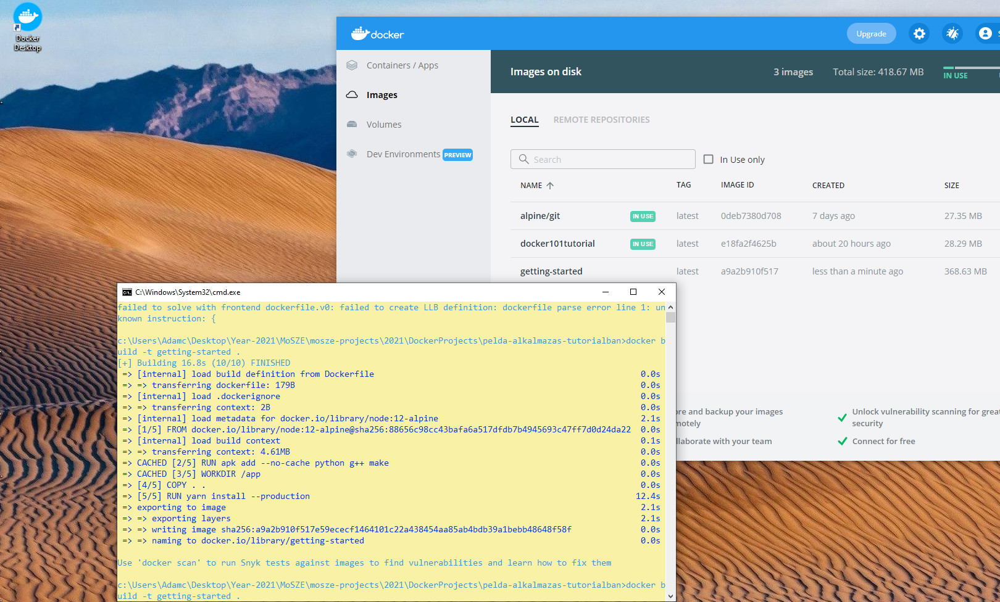 Docker
Desktop
docker
Upgrade
Containers / Apps
Images
Volumes
Dev Environments PREVIEW
Images on disk
3 images
Total size: 418.67 MB
IN USE
LOCAL
REMOTE REPOSITORIES
Search
In Use only
NAME TAG IMAGE ID CREATED SIZE
alpine/git IN USE latest 0deb7380d708 7 days ago 27.35 MB
docker101tutorial IN USE latest e18fa2f4625b about 20 hours ago 28.29 MB
getting-started latest a9a2b910f517 less than a minute ago 368.63 MB
ore and backup your images
motely
llaborate with your team
Unlock vulnerability scanning for great
security
Connect for free
C:\Windows\System32\cmd.exe
failed to solve with frontend dockerfile.v0: failed to create LLB definition: dockerfile parse error line 1: un
known instruction: {
c:\Users\Adamc\Desktop\Year-2021\MoSZE\mosze-projects\2021\DockerProjects\pelda-alkalmazas-tutorialban>docker b
uild -t getting-started .
[+] Building 16.8s (10/10) FINISHED
=> [internal] load build definition from Dockerfile 0.0s
=> => transferring dockerfile: 179B 0.0s
=> [internal] load .dockerignore 0.0s
=> => transferring context: 2B 0.0s
=> [internal] load metadata for docker.io/library/node:12-alpine 2.1s
=> [1/5] FROM docker.io/library/node:12-alpine@sha256:88656c98cc43bafa6a517dfdb7b4945693c47ff7d0d24da22 0.0s
=> [internal] load build context 0.1s
=> => transferring context: 4.61MB 0.0s
=> CACHED [2/5] RUN apk add --no-cache python g++ make 0.0s
=> CACHED [3/5] WORKDIR /app 0.0s
=> [4/5] COPY . . 0.0s
=> [5/5] RUN yarn install --production 12.4s
=> exporting to image 2.1s
=> => exporting layers 2.1s
=> => writing image sha256:a9a2b910f517e59ececf1464101c22a438454aa85ab4bdb39a1bebb48648f58f 0.0s
=> => naming to docker.io/library/getting-started 0.0s
Use 'docker scan' to run Snyk tests against images to find vulnerabilities and learn how to fix them
c:\Users\Adamc\Desktop\Year-2021\MoSZE\mosze-projects\2021\DockerProjects\pelda-alkalmazas-tutorialban>docker b
uild -t getting-started .